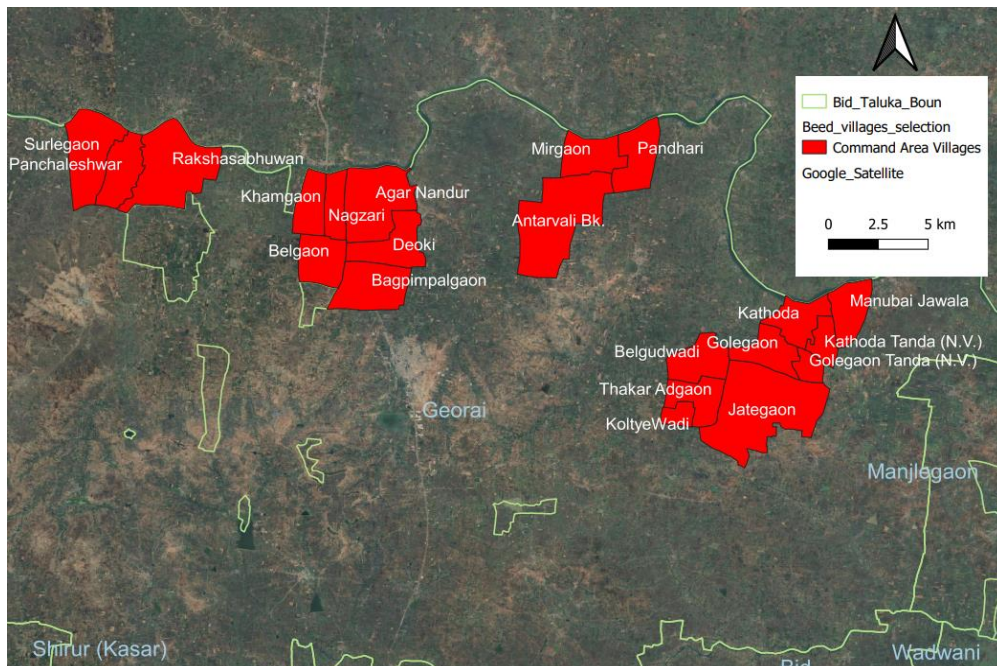 Bid_Taluka_Boun
Beed_villages_selection
Command Area Villages
Google_Satellite
0 2.5 5 km
Surlegaon
Panchaleshwar
Rakshasabhuwan
Khamgaon
Nagzari
Agar Nandur
Belgaon
Deoki
Bagpimpalgaon
Mirgaon
Pandhari
Antarvali Bk.
Kathoda
Manubai Jawala
Golegaon
Kathoda Tanda (N.V.)
Belgudwadi
Golegaon Tanda (N.V.)
Thakar Adgaon
Jategaon
KoltyeWadi
Georai
Manjlegaon
Shirur (Kasar)
Bid
Wadwani